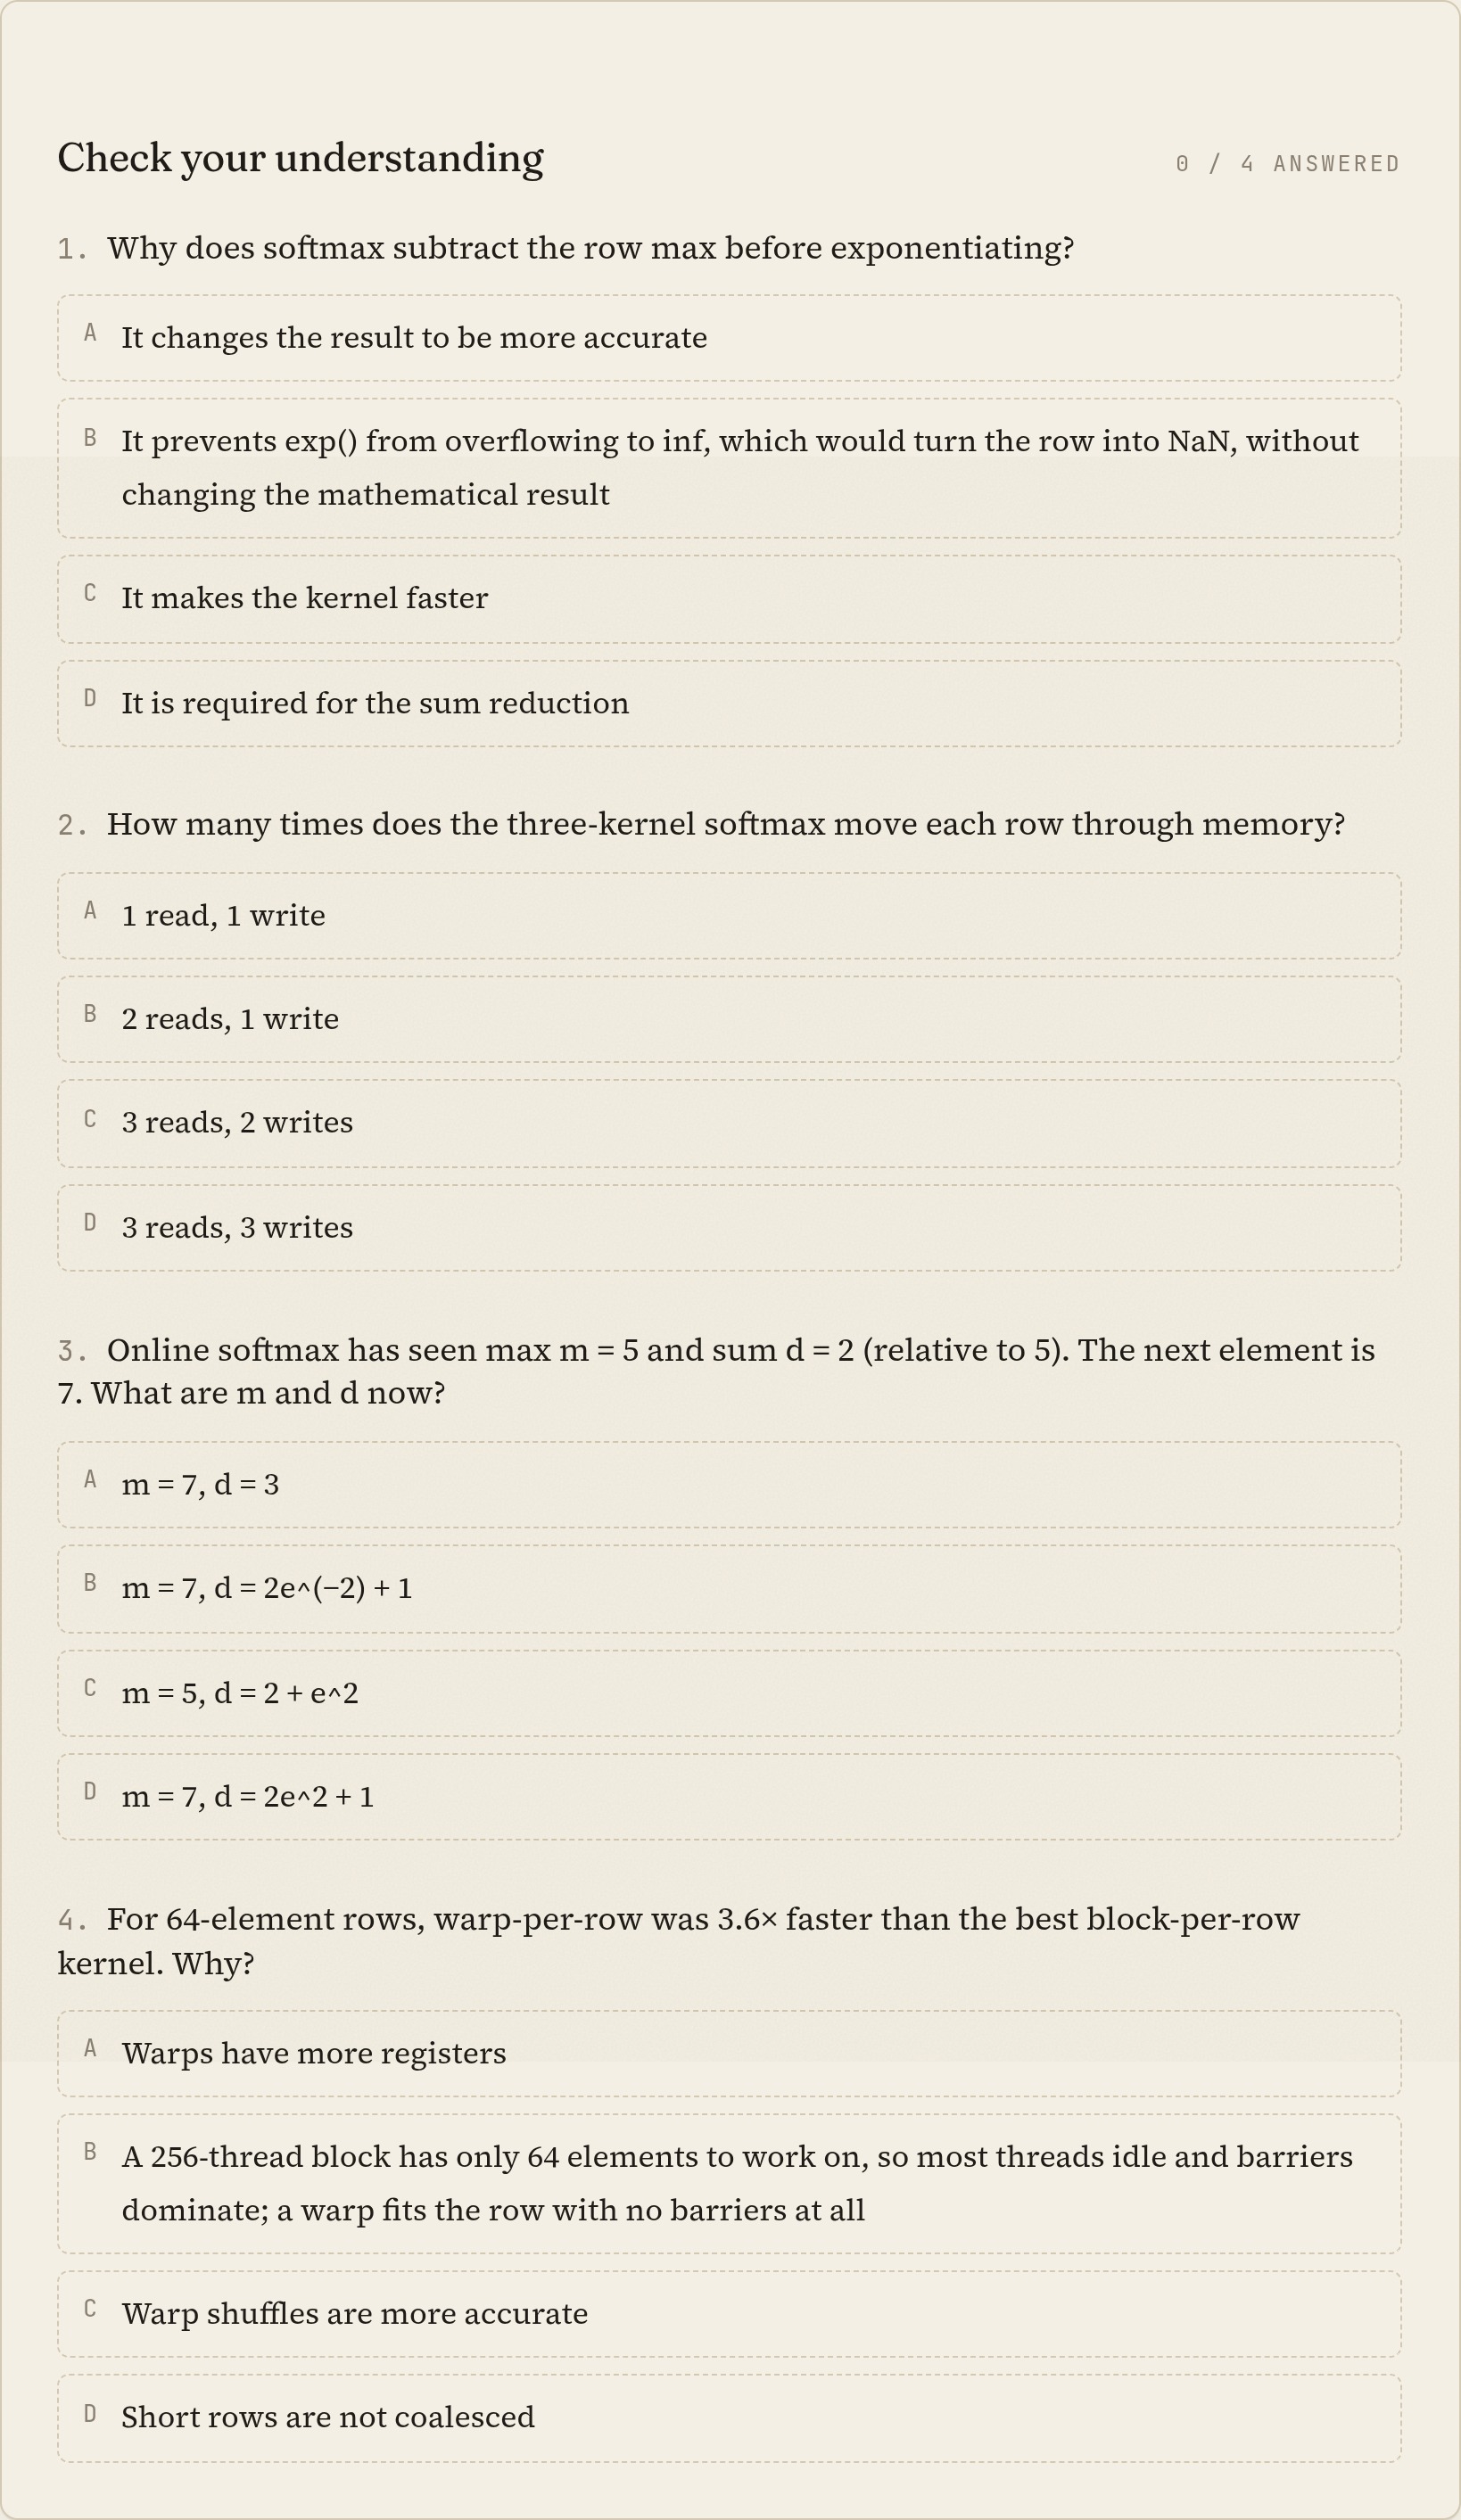 Check your understanding
0 / 4 ANSWERED
1. Why does softmax subtract the row max before exponentiating?
A It changes the result to be more accurate
B It prevents exp() from overflowing to inf, which would turn the row into NaN, without
changing the mathematical result
C It makes the kernel faster
D It is required for the sum reduction
2. How many times does the three-kernel softmax move each row through memory?
A 1 read, 1 write
B 2 reads, 1 write
C 3 reads, 2 writes
D 3 reads, 3 writes
3. Online softmax has seen max m = 5 and sum d = 2 (relative to 5). The next element is
7. What are m and d now?
A m = 7, d = 3
B m = 7, d = 2e^(−2) + 1
C m = 5, d = 2 + e^2
D m = 7, d = 2e^2 + 1
4. For 64-element rows, warp-per-row was 3.6× faster than the best block-per-row
kernel. Why?
A Warps have more registers
B A 256-thread block has only 64 elements to work on, so most threads idle and barriers
dominate; a warp fits the row with no barriers at all
C Warp shuffles are more accurate
D Short rows are not coalesced